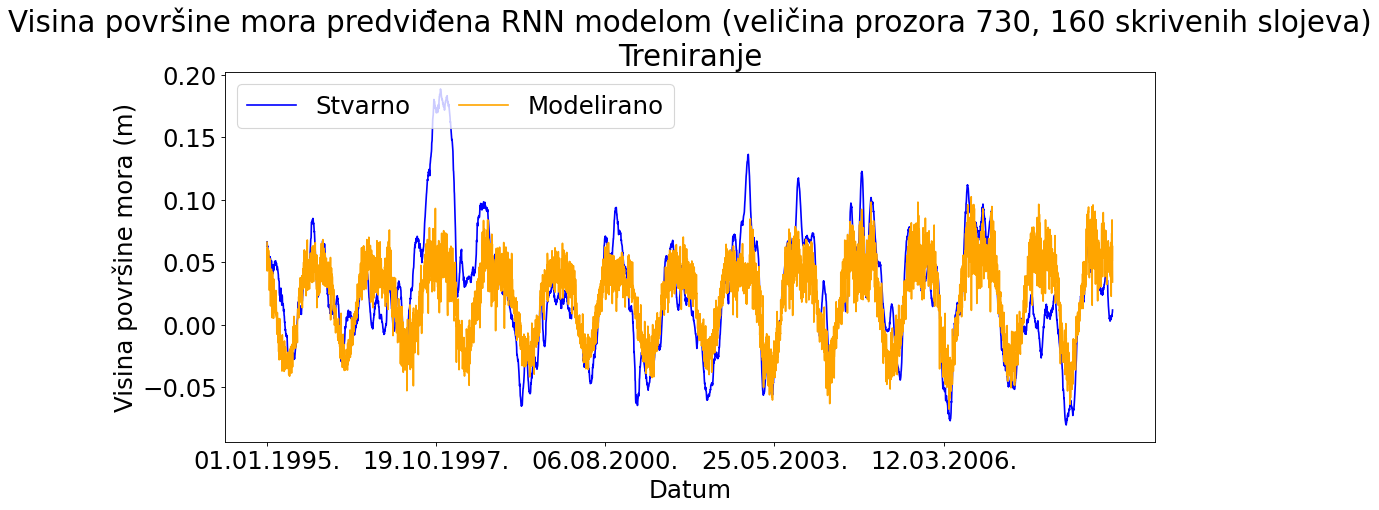 Visina površine mora predviđena RNN modelom (veličina prozora 730, 160 skrivenih slojeva)
Treniranje
Stvarno
Modelirano
Visina površine mora (m)
0.20
0.15
0.10
0.05
0.00
−0.05
01.01.1995.
19.10.1997.
06.08.2000.
25.05.2003.
12.03.2006.
Datum